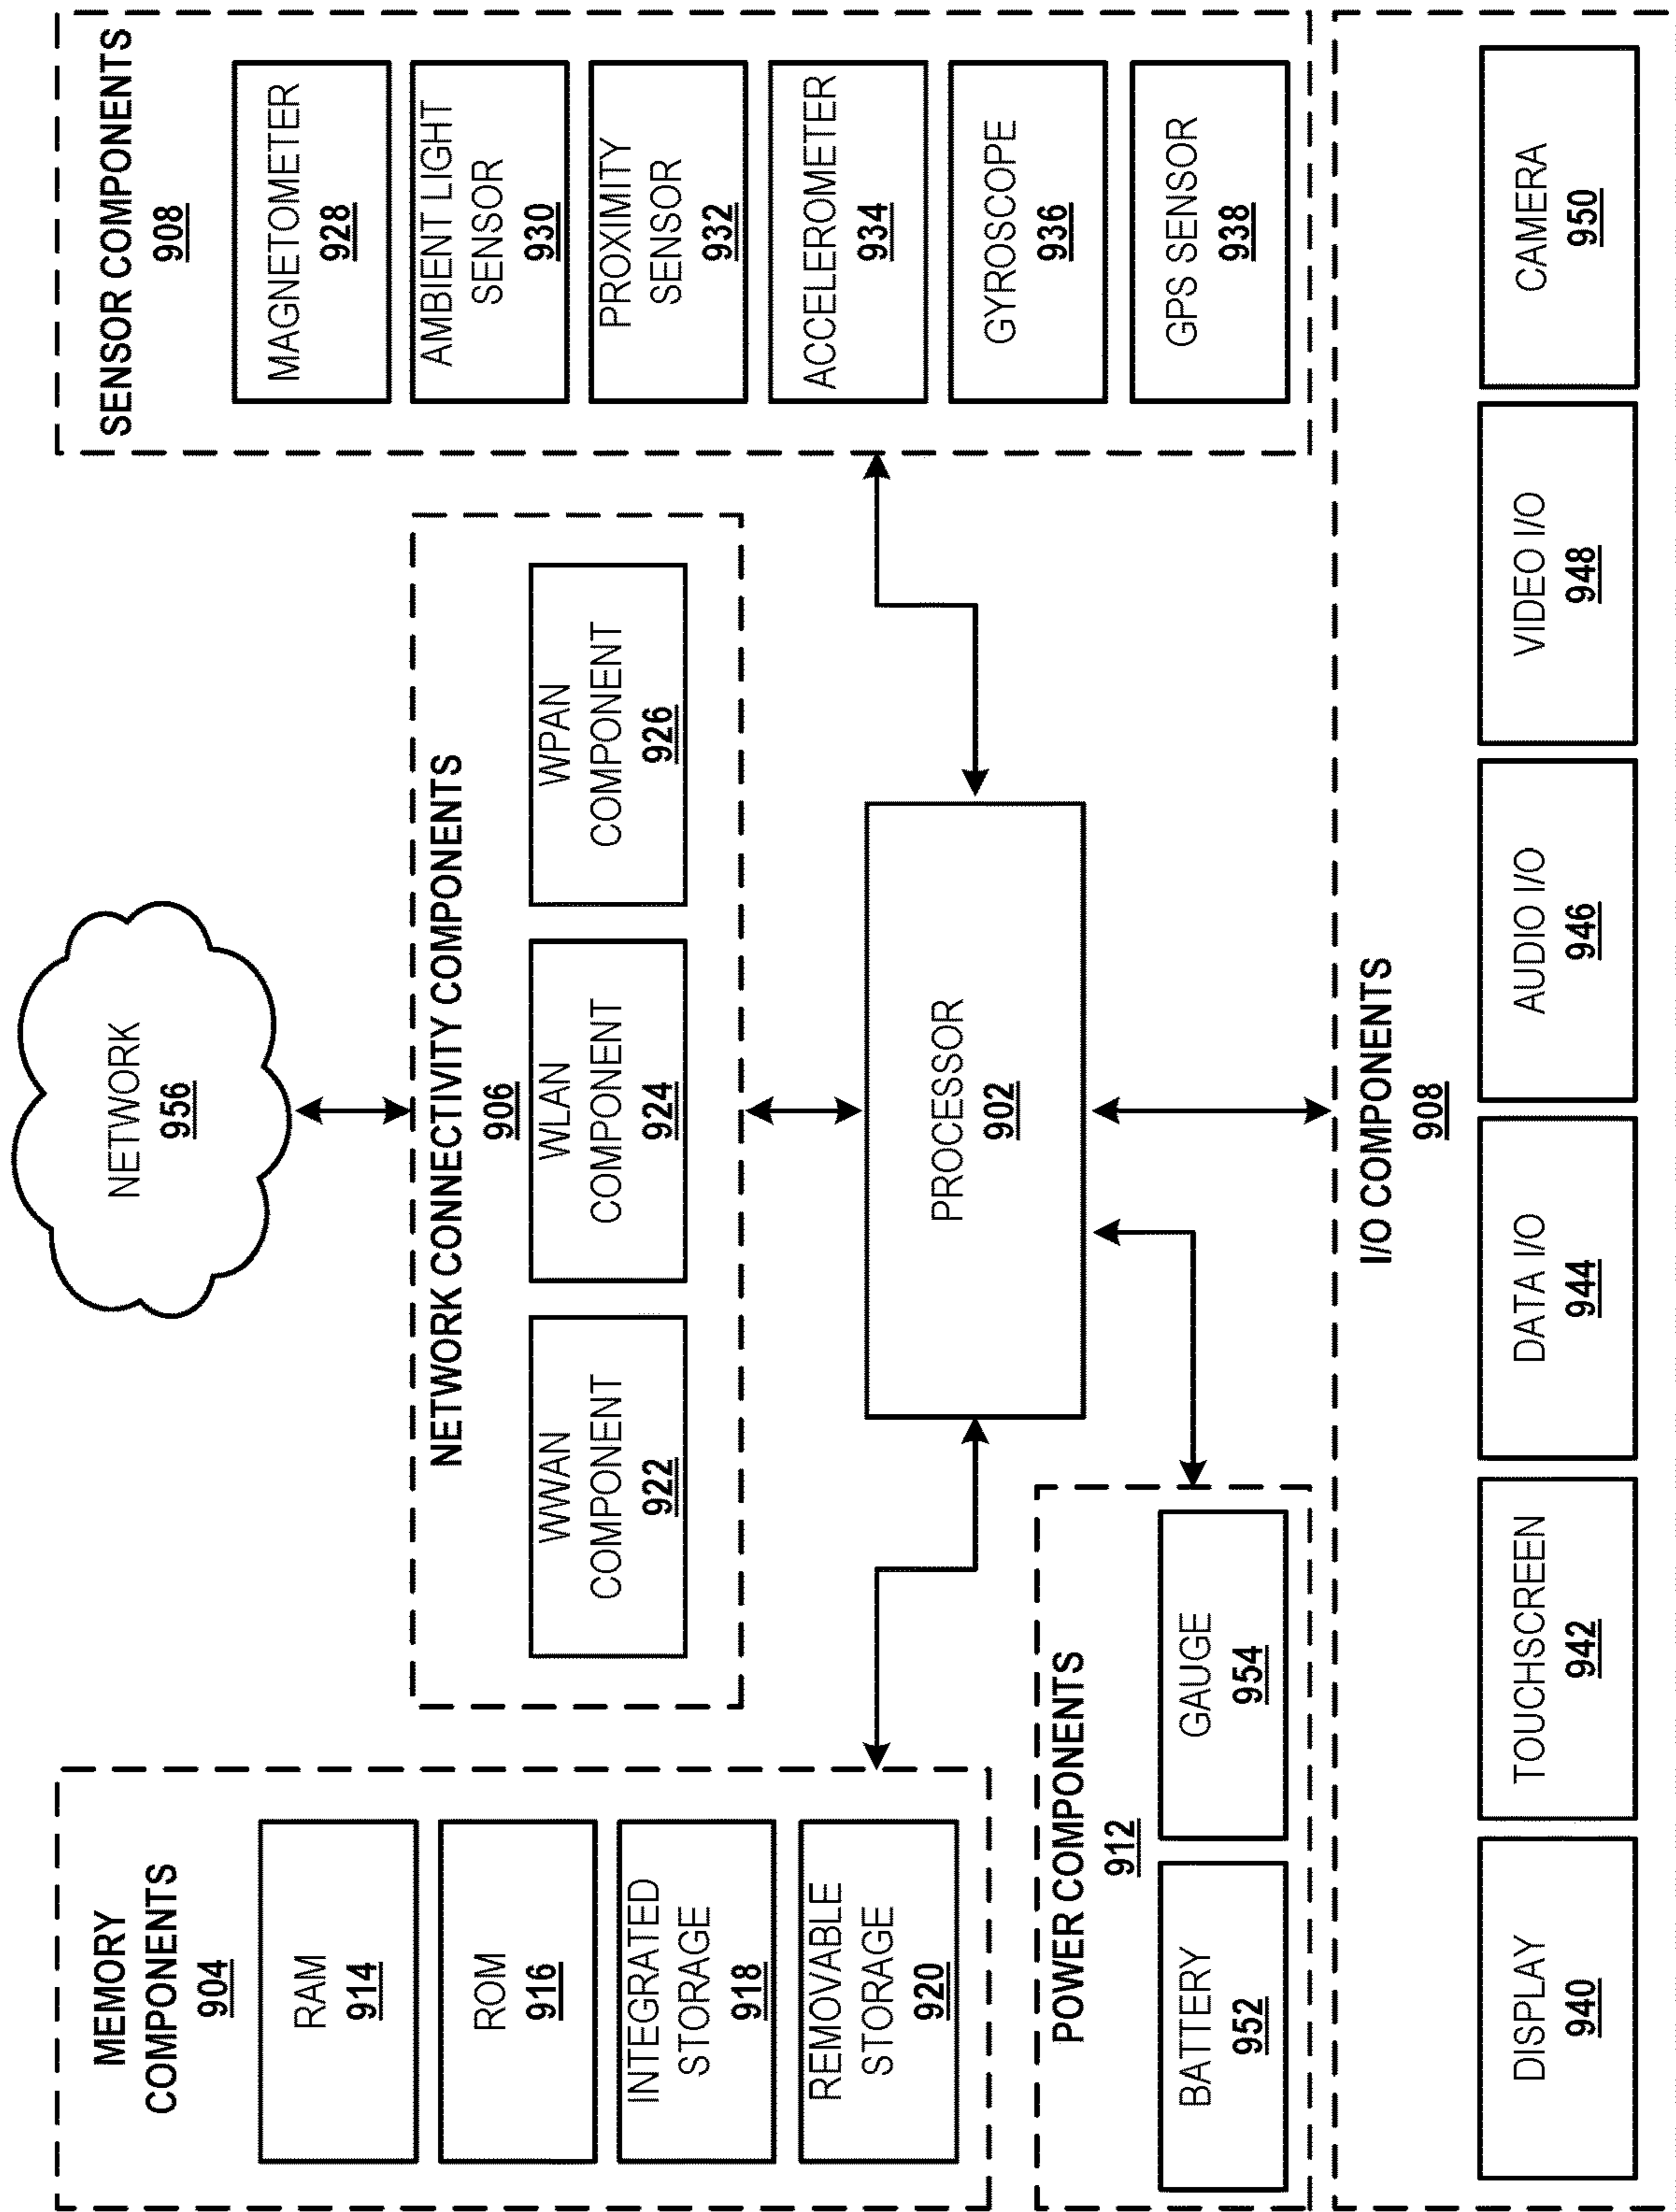 NETWORK
956
MEMORY
COMPONENTS
904
RAM
914
ROM
916
INTEGRATED
STORAGE
918
REMOVABLE
STORAGE
920
NETWORK CONNECTIVITY COMPONENTS
906
WWAN
COMPONENT
922
WLAN
COMPONENT
924
WPAN
COMPONENT
926
SENSOR COMPONENTS
908
MAGNETOMETER
928
AMBIENT LIGHT
SENSOR
930
PROXIMITY
SENSOR
932
ACCELEROMETER
934
GYROSCOPE
936
GPS SENSOR
938
PROCESSOR
902
POWER COMPONENTS
912
BATTERY
952
GAUGE
954
I/O COMPONENTS
908
DISPLAY
940
TOUCHSCREEN
942
DATA I/O
944
AUDIO I/O
946
VIDEO I/O
948
CAMERA
950